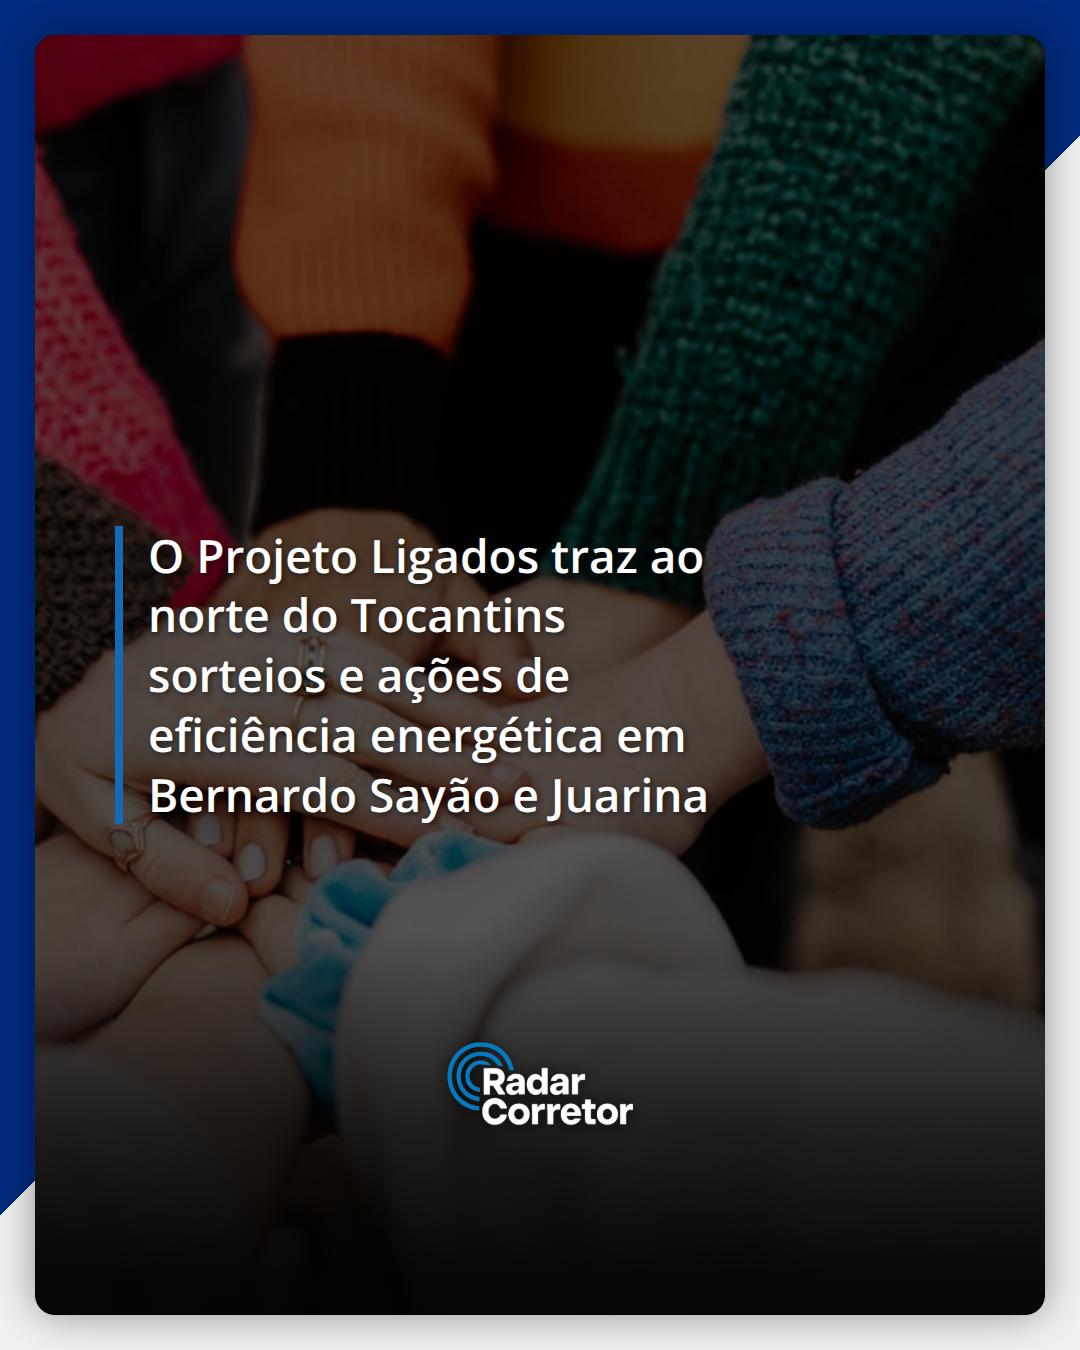 O Projeto Ligados traz ao
norte do Tocantins
sorteios e ações de
eficiência energética em
Bernardo Sayão e Juarina
Radar
Corretor